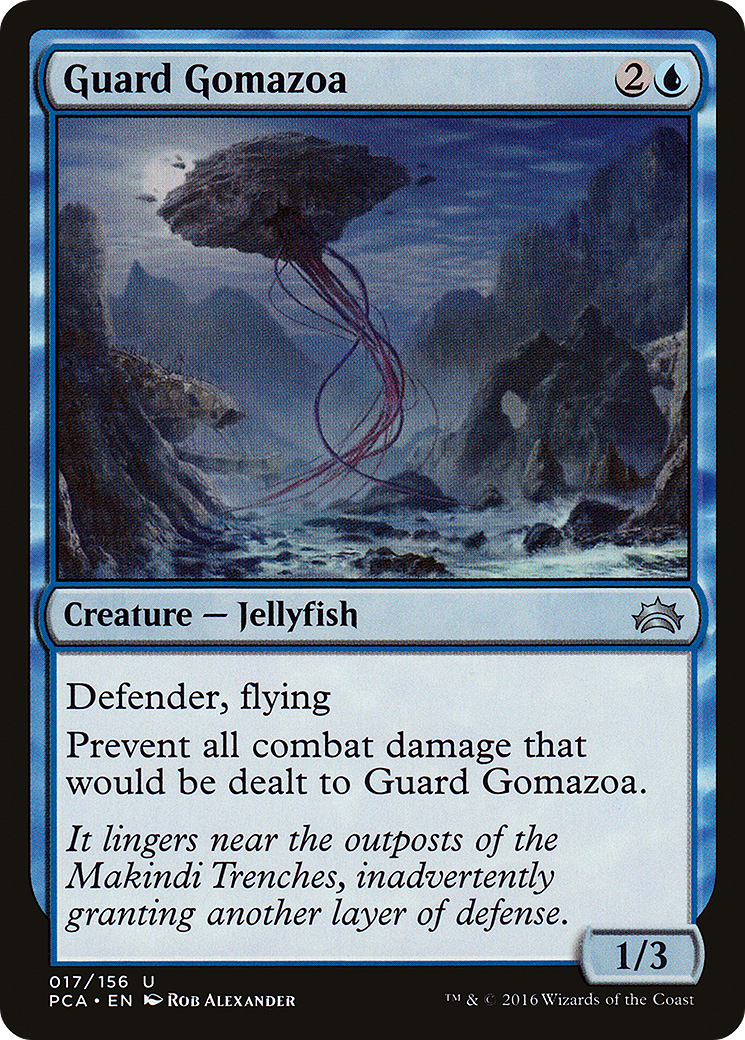 Guard Gomazoa 2
Creature — Jellyfish
Defender, flying
Prevent all combat damage that
would be dealt to Guard Gomazoa.
It lingers near the outposts of the
Makindi Trenches, inadvertently
granting another layer of defense.
1/3
017/156 U
PCA • EN Rob Alexander
™ & © 2016 Wizards of the Coast